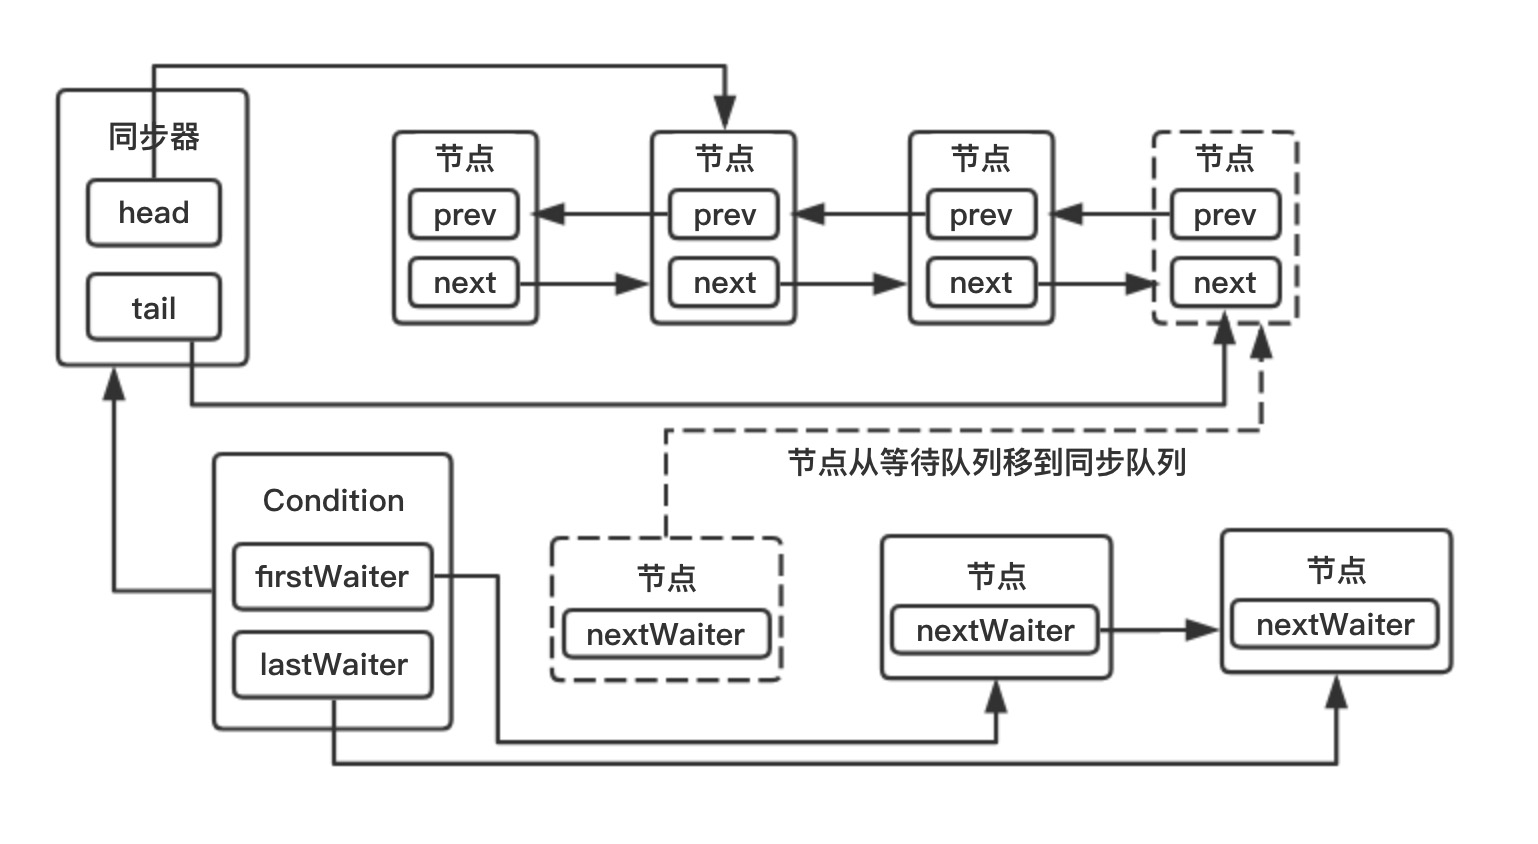 同步器
head
tail
节点
prev
next
节点
prev
next
节点
prev
next
节点
prev
next
节点从等待队列移到同步队列
Condition
firstWaiter
lastWaiter
节点
nextWaiter
节点
nextWaiter
节点
nextWaiter